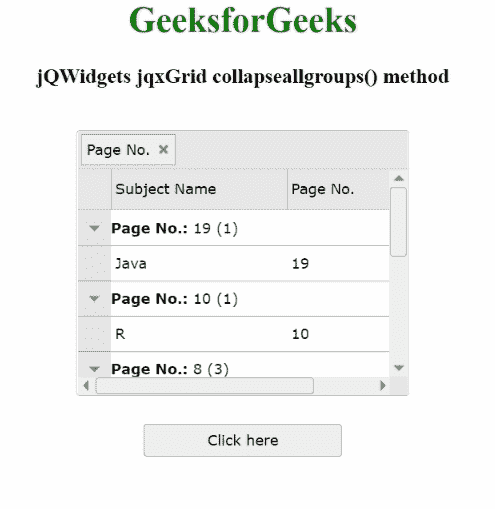 GeeksforGeeks
jQWidgets jqxGrid collapseallgroups() method
Page No. ×
Subject Name Page No.
Page No.: 19 (1)
Java 19
Page No.: 10 (1)
R 10
Page No.: 8 (3)
Click here